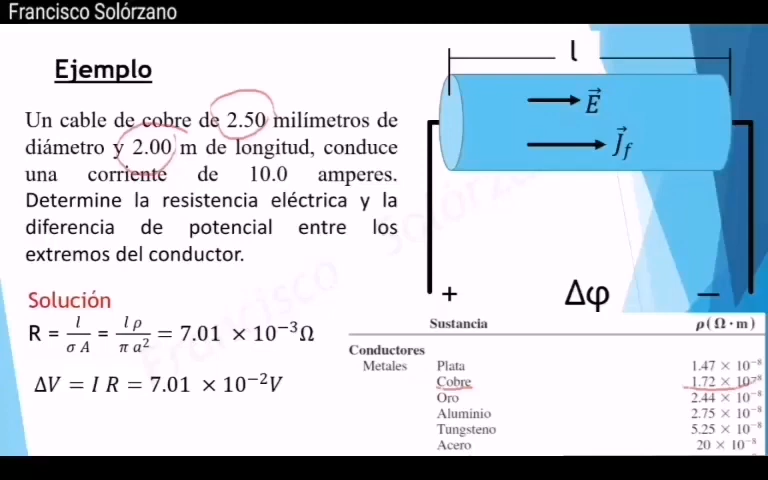 Francisco Solórzano
Ejemplo
Un cable de cobre de 2.50 milímetros de
diámetro y 2.00 m de longitud, conduce
una corriente de 10.0 amperes.
Determine la resistencia eléctrica y la
diferencia de potencial entre los
extremos del conductor.
Solución
R = l / σ A = l ρ / π a² = 7.01 × 10⁻³Ω
ΔV = I R = 7.01 × 10⁻²V
l
E⃗
J⃗f
+ Δφ −
Sustancia ρ(Ω · m)
Conductores
Metales Plata 1.47 × 10⁻⁸
Cobre 1.72 × 10⁻⁸
Oro 2.44 × 10⁻⁸
Aluminio 2.75 × 10⁻⁸
Tungsteno 5.25 × 10⁻⁸
Acero 20 × 10⁻⁸
Francisco Solórzano